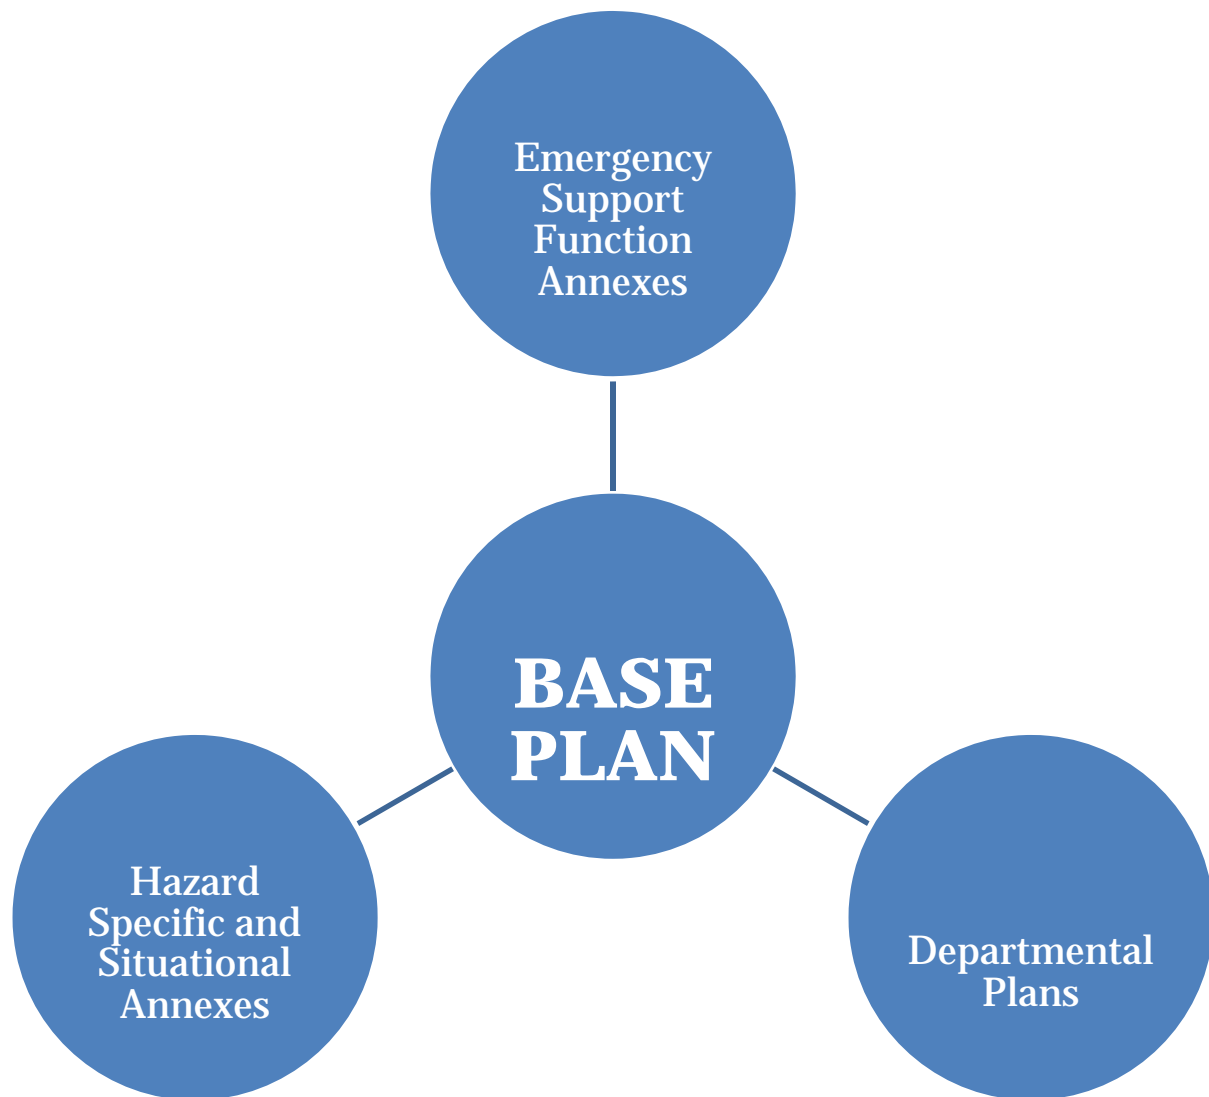 Emergency
Support
Function
Annexes
BASE
PLAN
Hazard
Specific and
Situational
Annexes
Departmental
Plans